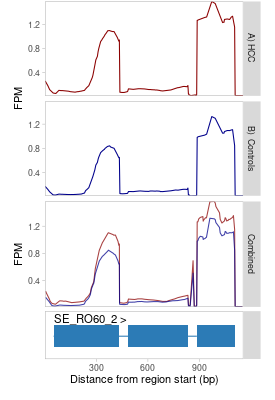 1.2
0.8
0.4
A) HCC
FPM
1.2
0.8
0.4
B) Controls
FPM
1.2
0.8
0.4
Combined
FPM
SE_RO60_2 >
300 600 900
Distance from region start (bp)